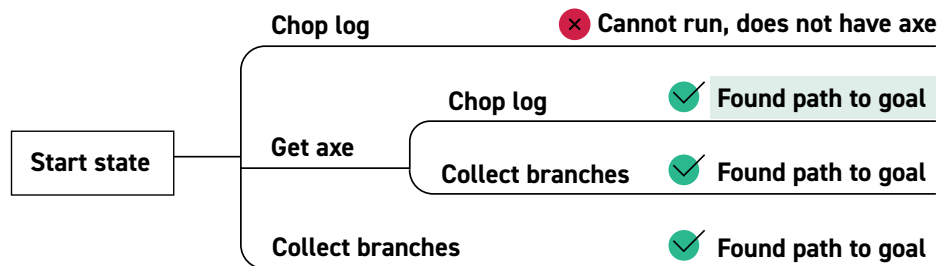 Chop log
Cannot run, does not have axe
Chop log
Found path to goal
Start state
Get axe
Collect branches
Found path to goal
Collect branches
Found path to goal